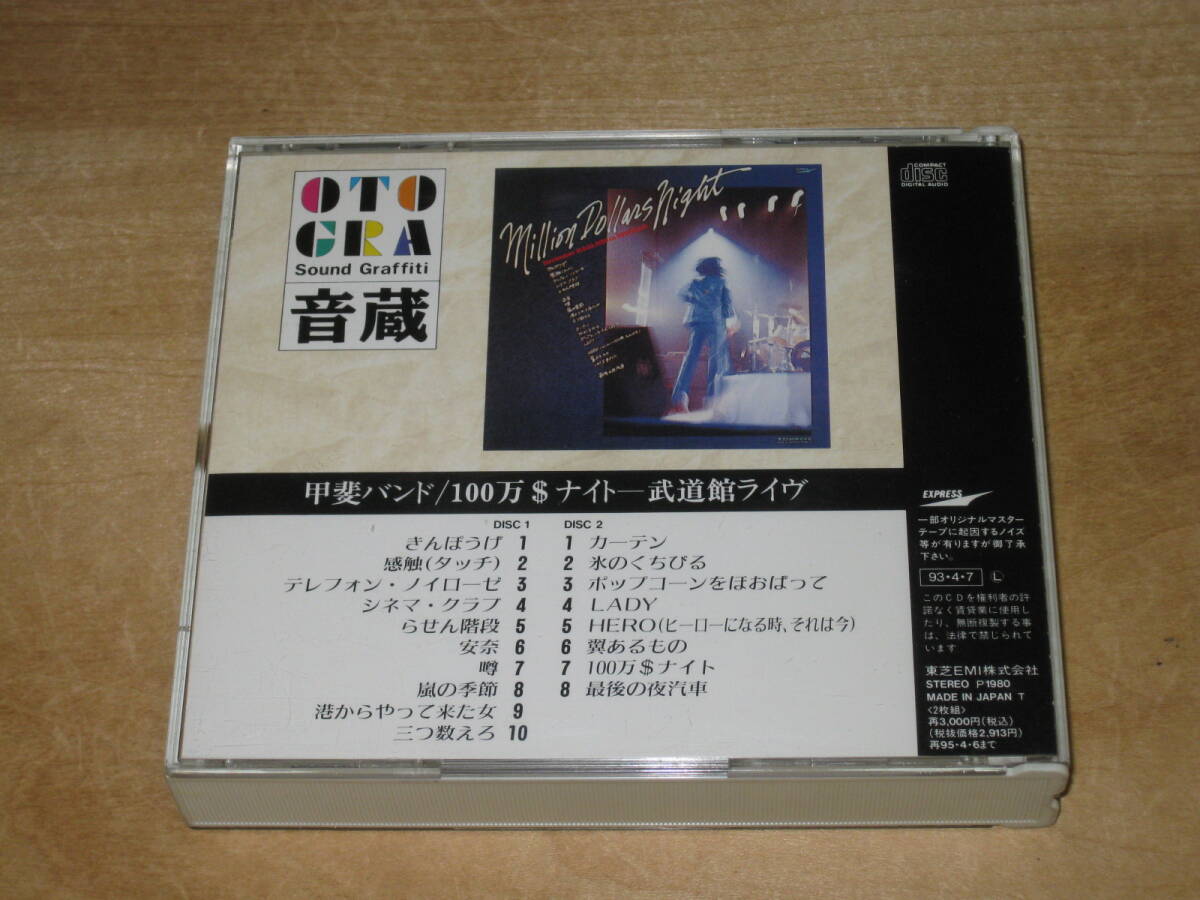 OTO
GRA
Sound Graffiti
音蔵
Million Dollars Night
COMPACT
disc
DIGITAL AUDIO
甲斐バンド/100万$ナイト―武道館ライヴ
DISC 1
きんぽうげ 1
感触(タッチ) 2
テレフォン・ノイローゼ 3
シネマ・クラブ 4
らせん階段 5
安奈 6
噂 7
嵐の季節 8
港からやって来た女 9
三つ数えろ 10
DISC 2
1 カーテン
2 氷のくちびる
3 ポップコーンをほおばって
4 LADY
5 HERO(ヒーローになる時、それは今)
6 翼あるもの
7 100万$ナイト
8 最後の夜汽車
EXPRESS
一部オリジナルマスター
テープに起因するノイズ
等が有りますが御了承
下さい。
93・4・7 L
このCDを権利者の許
諾なく賃貸業に使用し
たり、無断複製する事
は、法律で禁じられて
います
東芝EMI株式会社
STEREO P1980
MADE IN JAPAN T
<2枚組>
再3,000円(税込)
(税抜価格2,913円)
再95・4・6まで